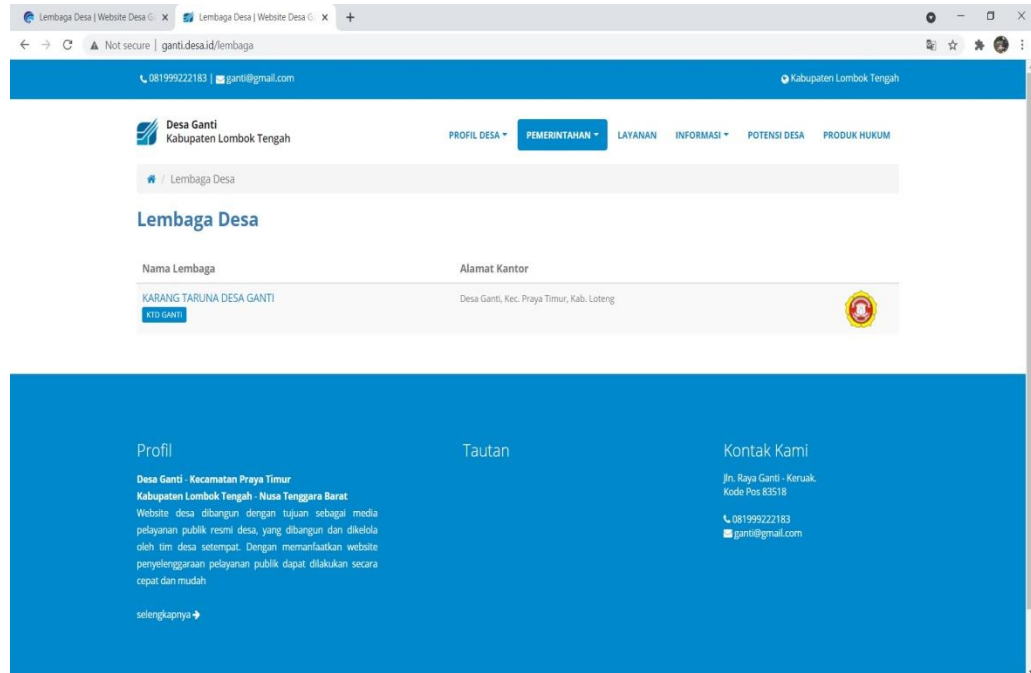 Lembaga Desa | Website Desa G
Lembaga Desa | Website Desa G
Not secure | ganti.desa.id/lembaga
081999222183 | ganti@gmail.com
Kabupaten Lombok Tengah
Desa Ganti
Kabupaten Lombok Tengah
PROFIL DESA
PEMERINTAHAN
LAYANAN
INFORMASI
POTENSI DESA
PRODUK HUKUM
/ Lembaga Desa
Lembaga Desa
Nama Lembaga
Alamat Kantor
KARANG TARUNA DESA GANTI
KTD GANTI
Desa Ganti, Kec. Praya Timur, Kab. Loteng
Profil
Desa Ganti - Kecamatan Praya Timur
Kabupaten Lombok Tengah - Nusa Tenggara Barat
Website desa dibangun dengan tujuan sebagai media
pelayanan publik resmi desa, yang dibangun dan dikelola
oleh tim desa setempat. Dengan memanfaatkan website
penyelenggaraan pelayanan publik dapat dilakukan secara
cepat dan mudah
selengkapnya
Tautan
Kontak Kami
Jln. Raya Ganti - Keruak.
Kode Pos 83518
081999222183
ganti@gmail.com